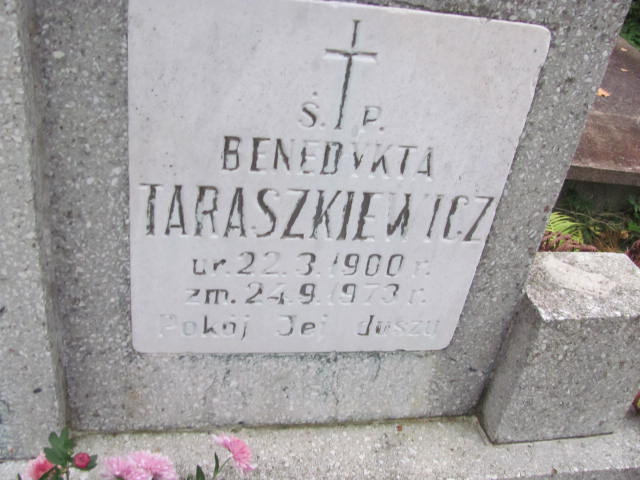 Ś. P.
BENEDYKTA
TARASZKIEWICZ
ur. 22.3.1900 r.
zm. 24.9.1973 r.
Pokój Jej duszy